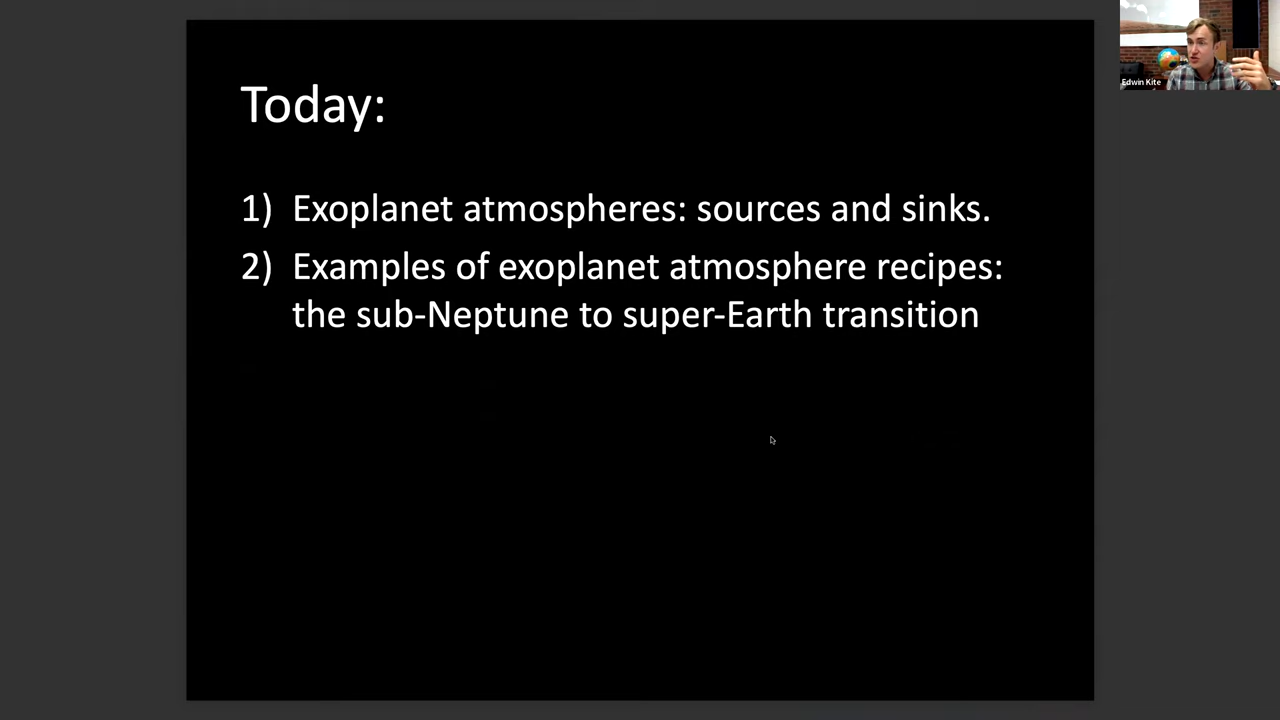 Today:
1) Exoplanet atmospheres: sources and sinks.
2) Examples of exoplanet atmosphere recipes:
the sub-Neptune to super-Earth transition
Edwin Kite